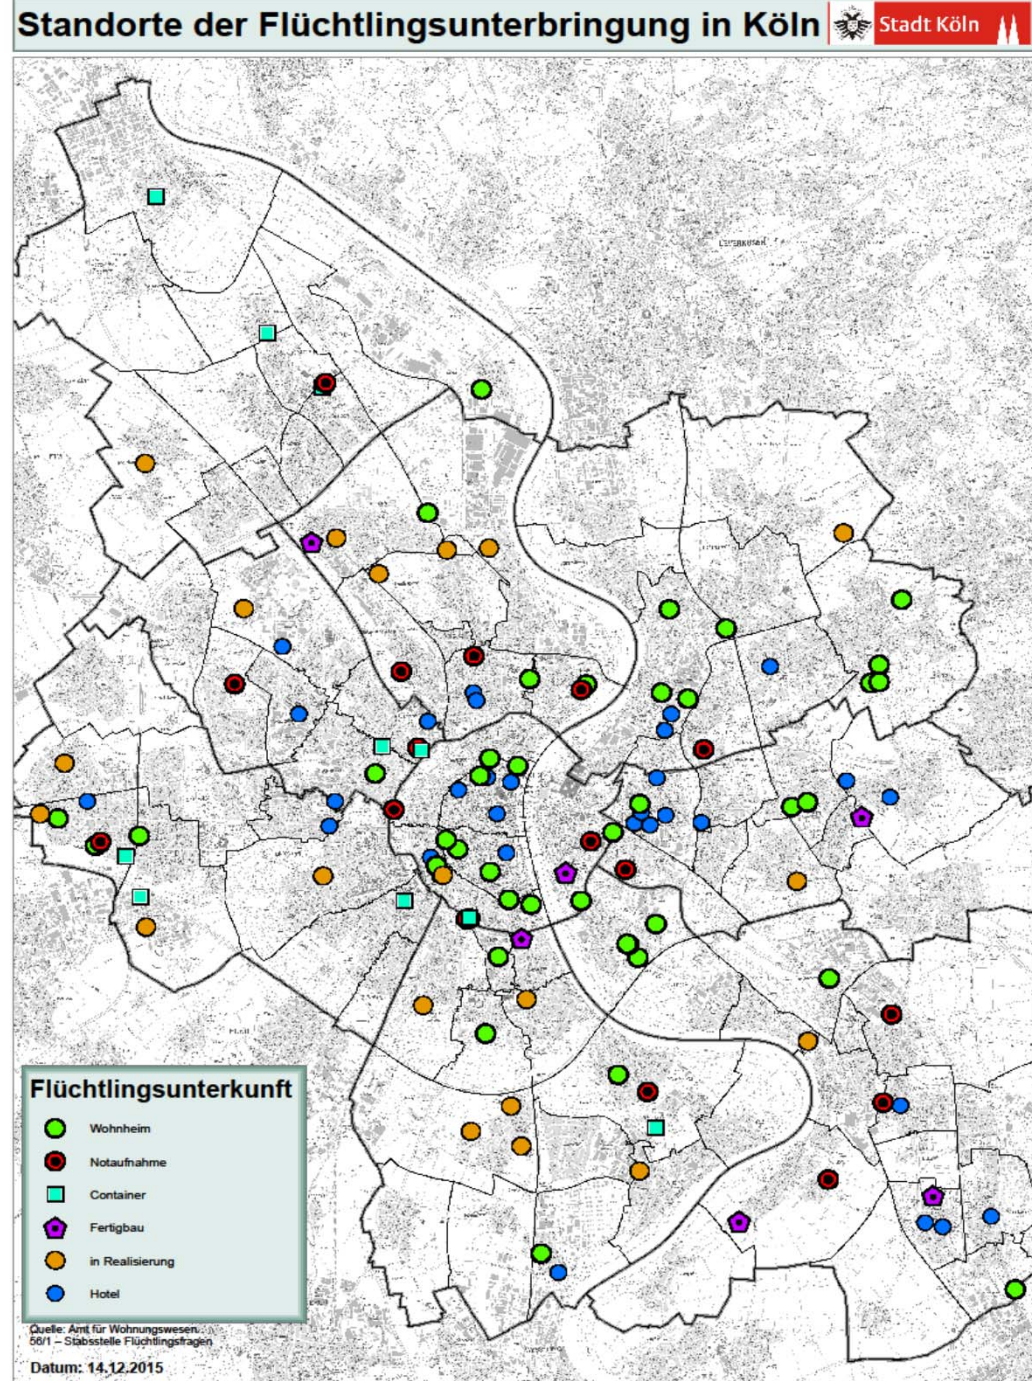 Standorte der Flüchtlingsunterbringung in Köln
Stadt Köln
LEVERKUSEN
Flüchtlingsunterkunft
Wohnheim
Notaufnahme
Container
Fertigbau
in Realisierung
Hotel
Quelle: Amt für Wohnungswesen
56/1 – Stabsstelle Flüchtlingsfragen
Datum: 14.12.2015